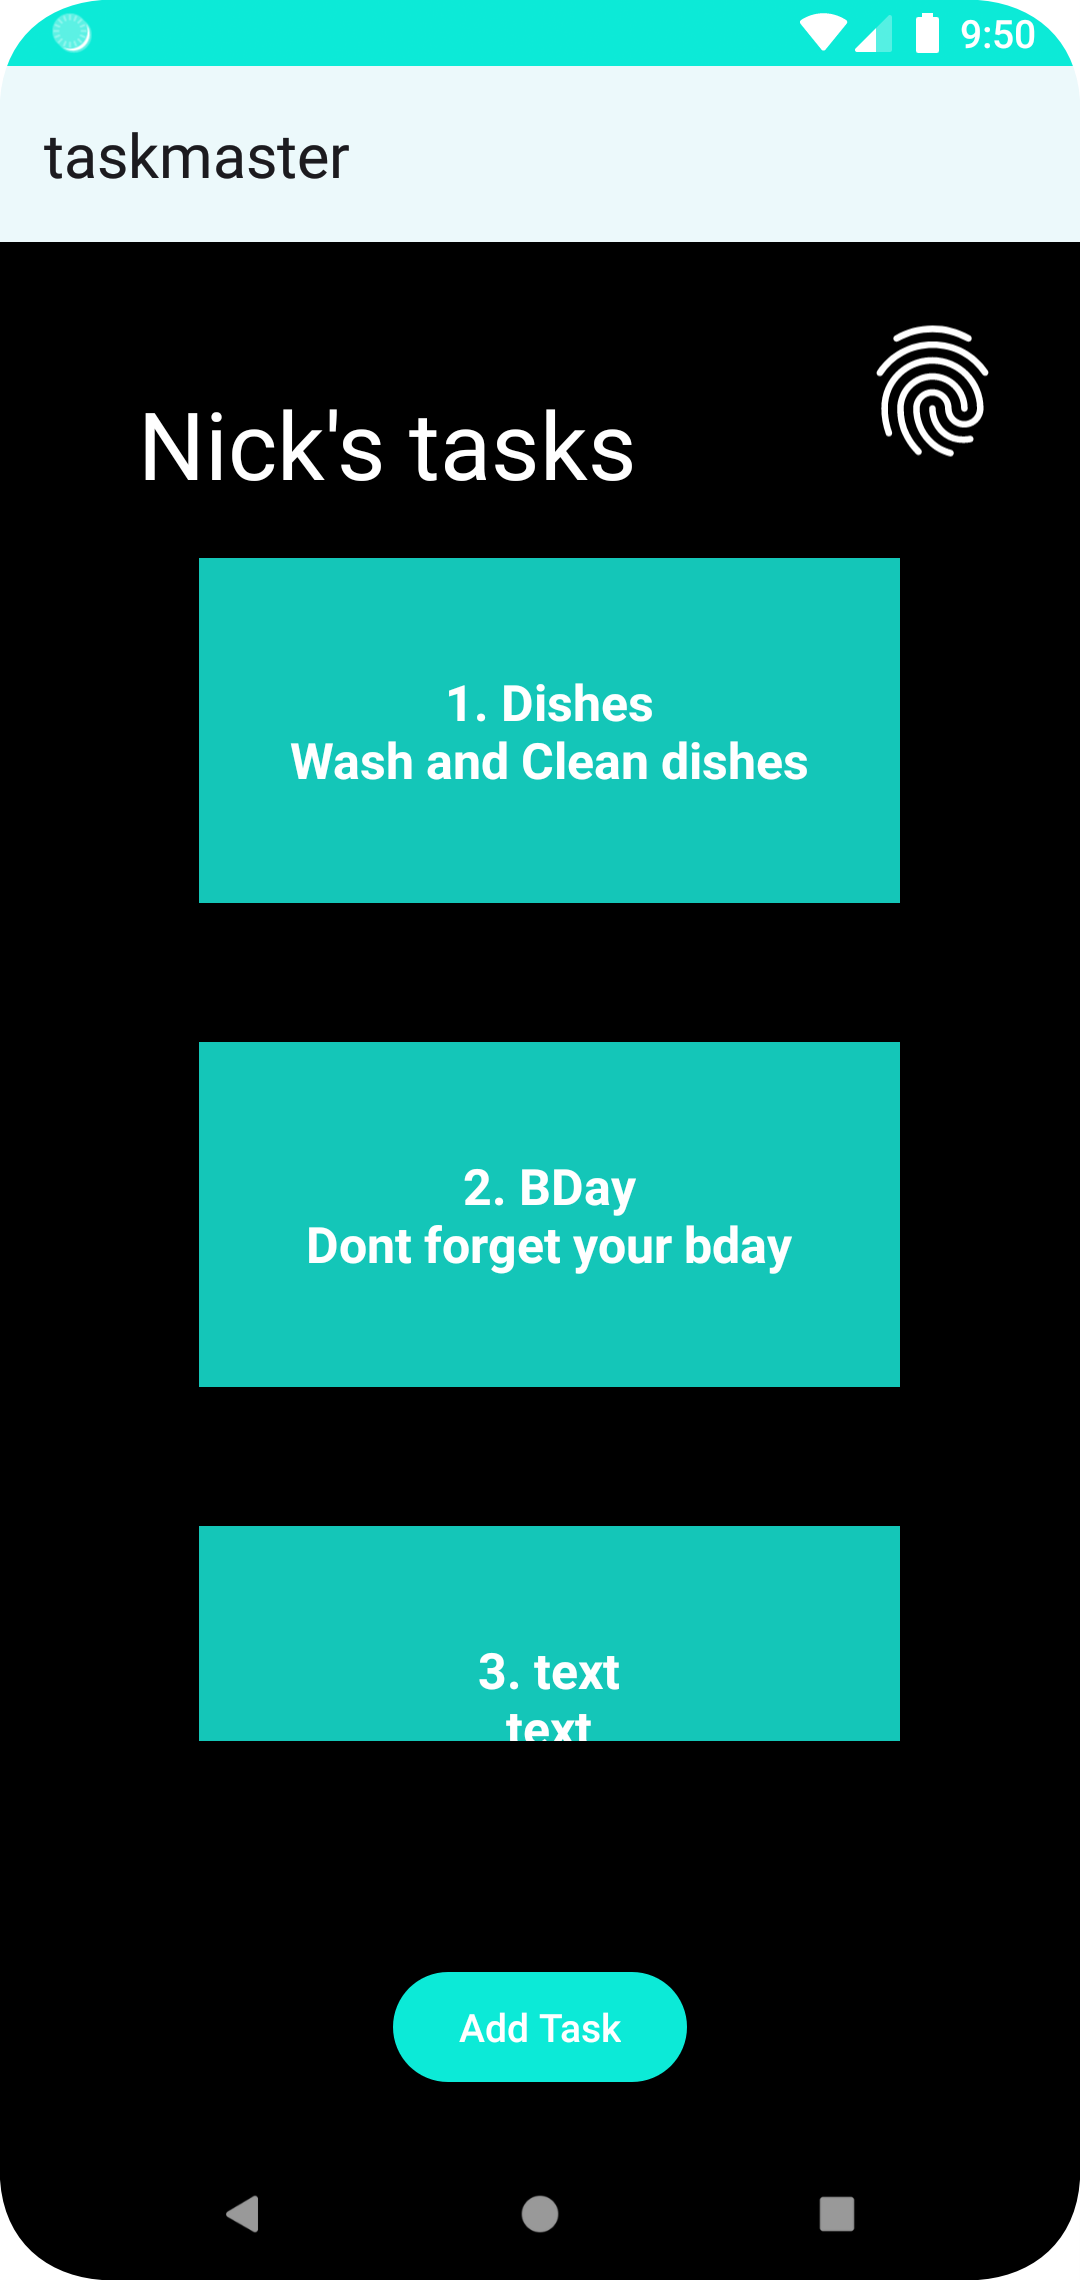 9:50
taskmaster
Nick's tasks
1. Dishes
Wash and Clean dishes
2. BDay
Dont forget your bday
3. text
text
Add Task